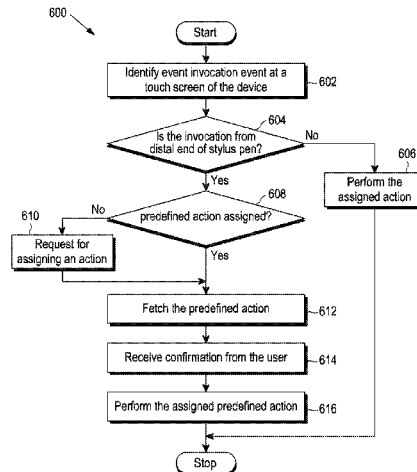 600
Start
Identify event invocation event at a
touch screen of the device
602
604
Is the invocation from
distal end of stylus pen?
No
606
Perform the
assigned action
Yes
608
predefined action assigned?
No
610
Request for
assigning an action
Yes
Fetch the predefined action
612
Receive confirmation from the user
614
Perform the assigned predefined action
616
Stop